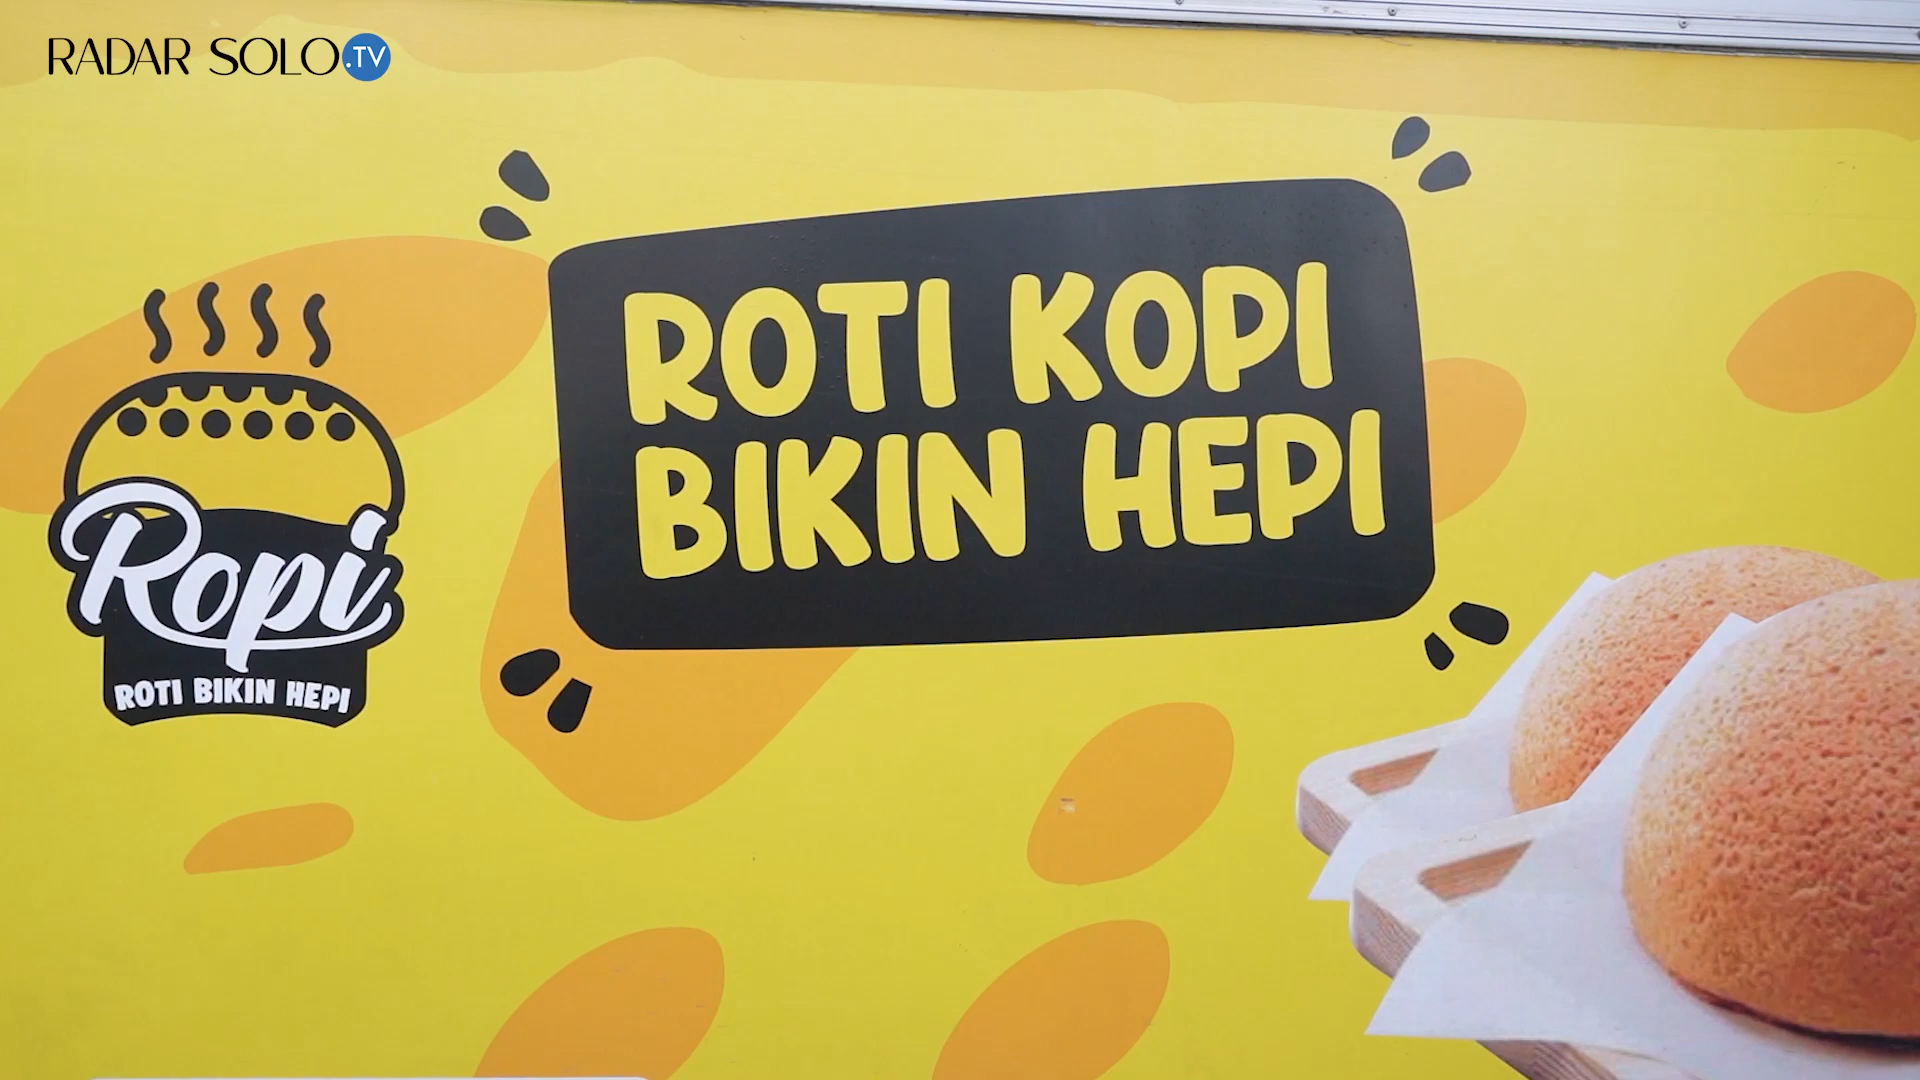 RADAR SOLO.TV
ROTI KOPI
BIKIN HEPI
Ropi
ROTI BIKIN HEPI